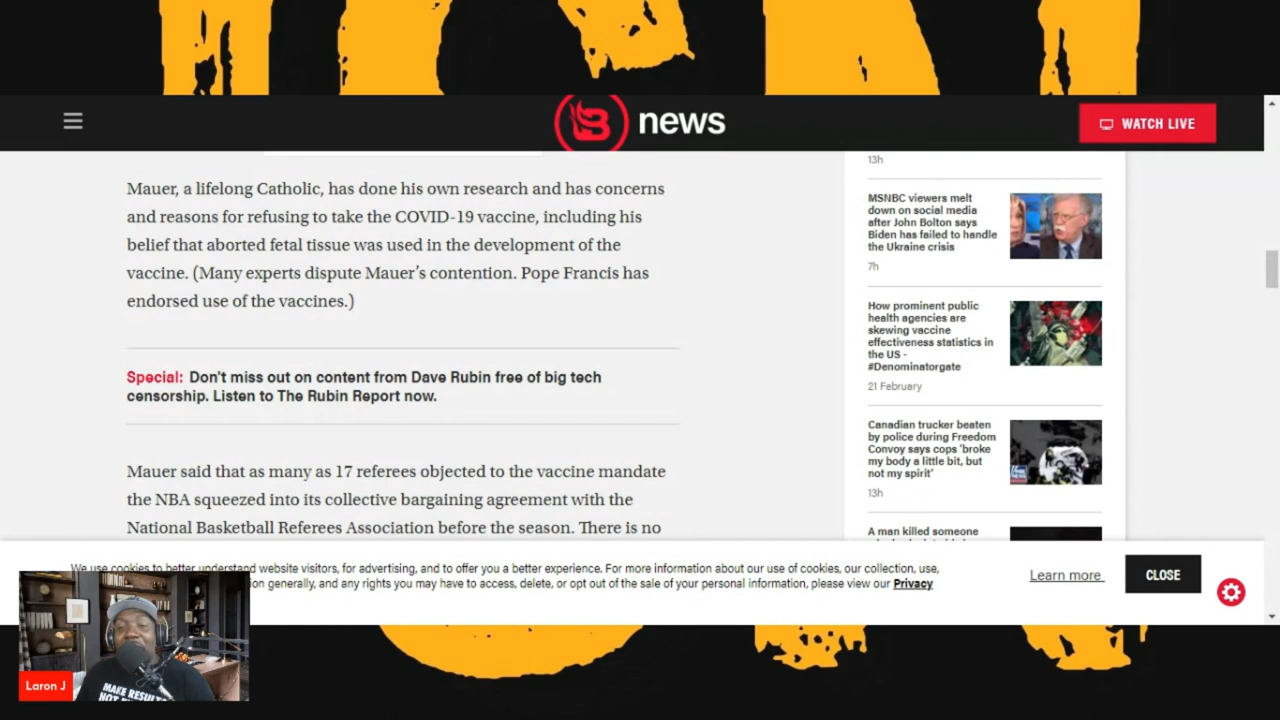 news
WATCH LIVE
Mauer, a lifelong Catholic, has done his own research and has concerns
and reasons for refusing to take the COVID-19 vaccine, including his
belief that aborted fetal tissue was used in the development of the
vaccine. (Many experts dispute Mauer's contention. Pope Francis has
endorsed use of the vaccines.)
Special: Don't miss out on content from Dave Rubin free of big tech
censorship. Listen to The Rubin Report now.
Mauer said that as many as 17 referees objected to the vaccine mandate
the NBA squeezed into its collective bargaining agreement with the
National Basketball Referees Association before the season. There is no
13h
MSNBC viewers melt
down on social media
after John Bolton says
Biden has failed to handle
the Ukraine crisis
7h
How prominent public
health agencies are
skewing vaccine
effectiveness statistics in
the US -
#Denominatorgate
21 February
Canadian trucker beaten
by police during Freedom
Convoy says cops 'broke
my body a little bit, but
not my spirit'
13h
A man killed someone
We use cookies to better understand website visitors, for advertising, and to offer you a better experience. For more information about our use of cookies, our collection, use,
generally, and any rights you may have to access, delete, or opt out of the sale of your personal information, please view our Privacy
Learn more
CLOSE
Laron J
MAKE RESULTS
NOT